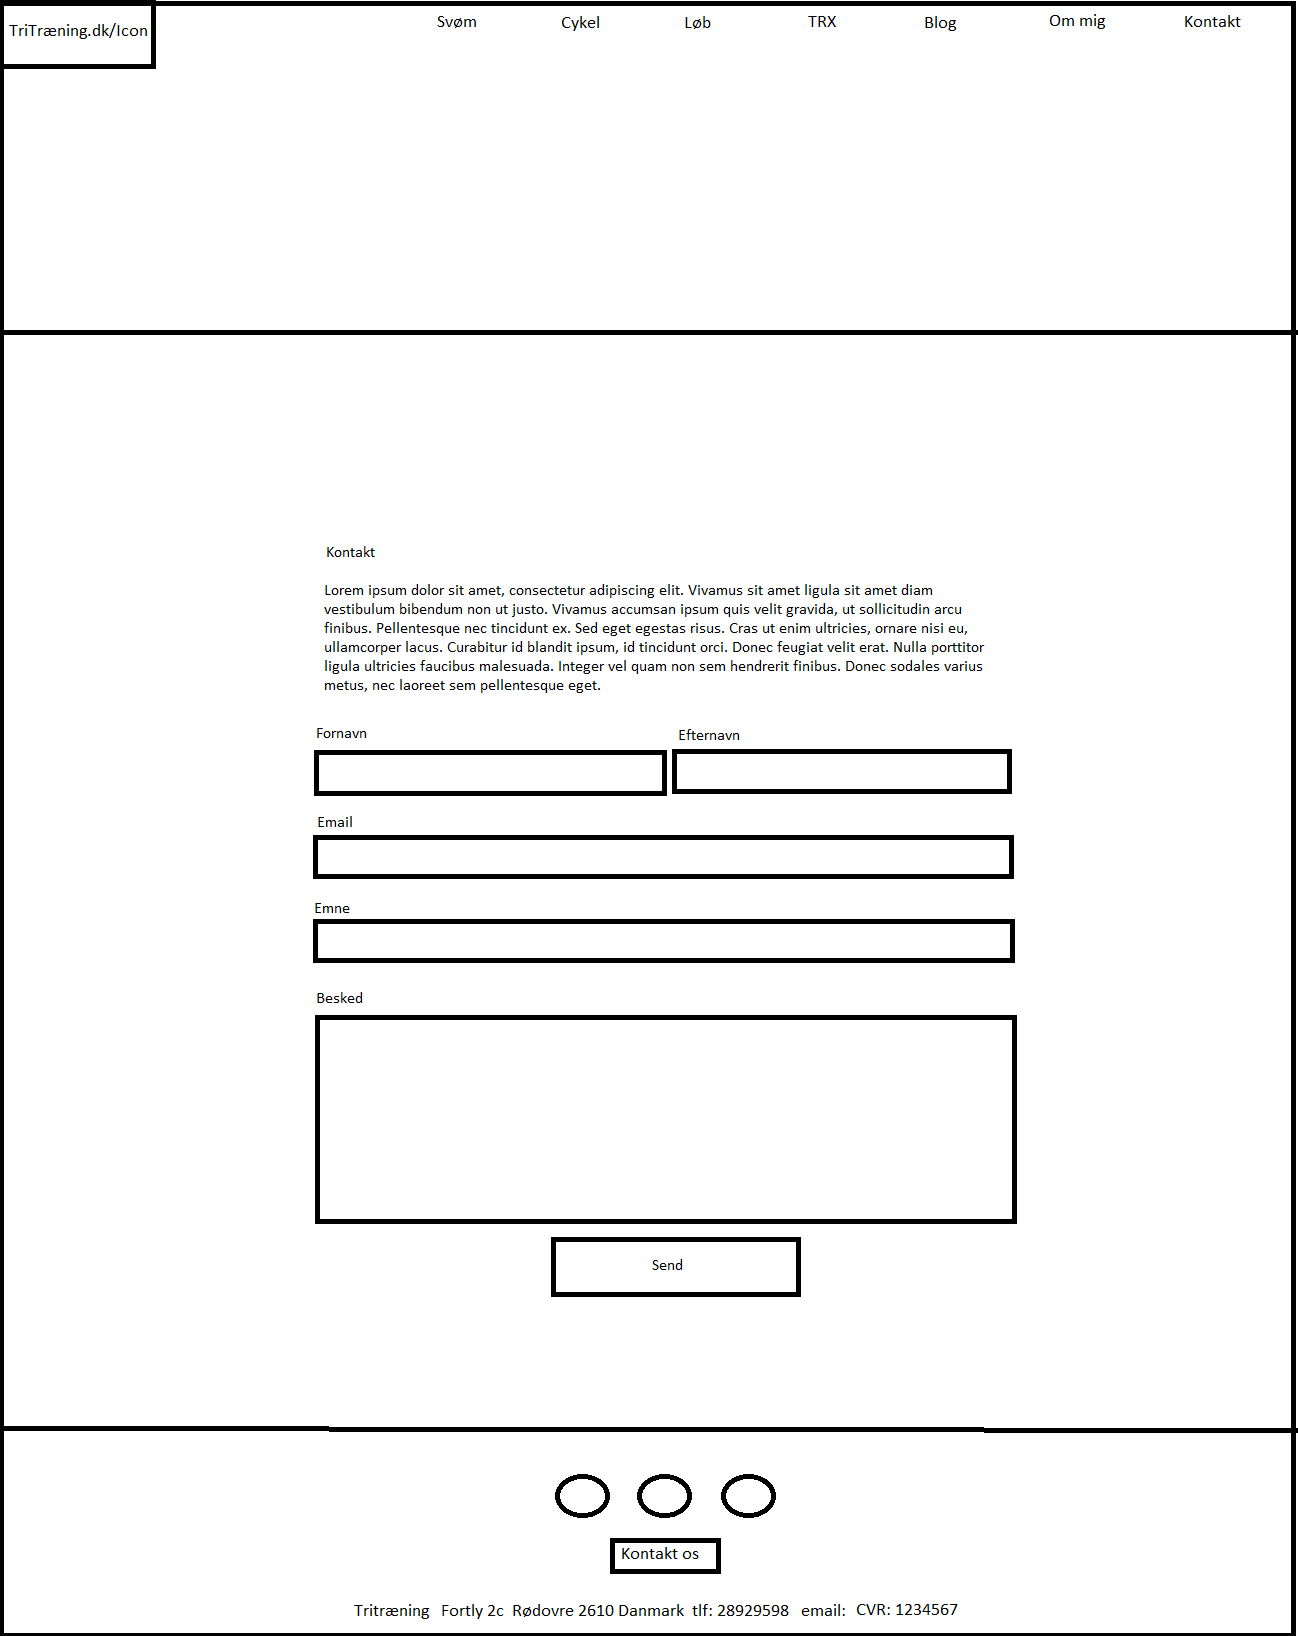 TriTræning.dk/Icon
Svøm Cykel Løb TRX Blog Om mig Kontakt
Kontakt
Lorem ipsum dolor sit amet, consectetur adipiscing elit. Vivamus sit amet ligula sit amet diam
vestibulum bibendum non ut justo. Vivamus accumsan ipsum quis velit gravida, ut sollicitudin arcu
finibus. Pellentesque nec tincidunt ex. Sed eget egestas risus. Cras ut enim ultricies, ornare nisi eu,
ullamcorper lacus. Curabitur id blandit ipsum, id tincidunt orci. Donec feugiat velit erat. Nulla porttitor
ligula ultricies faucibus malesuada. Integer vel quam non sem hendrerit finibus. Donec sodales varius
metus, nec laoreet sem pellentesque eget.
Fornavn Efternavn
Email
Emne
Besked
Send
Kontakt os
Tritræning Fortly 2c Rødovre 2610 Danmark tlf: 28929598 email: CVR: 1234567